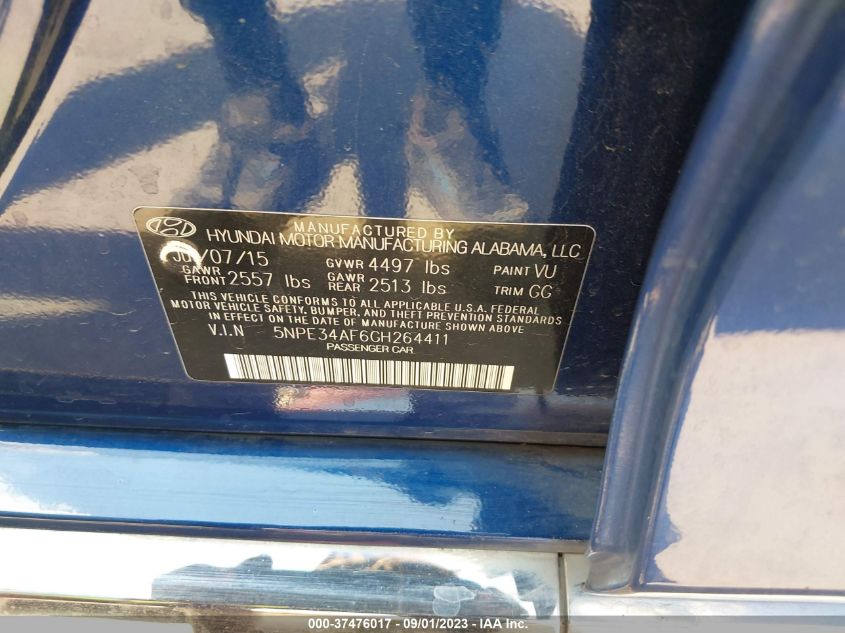 MANUFACTURED BY
HYUNDAI MOTOR MANUFACTURING ALABAMA, LLC
/07/15 GVWR 4497 lbs PAINT VU
GAWR FRONT 2557 lbs GAWR REAR 2513 lbs TRIM GG
THIS VEHICLE CONFORMS TO ALL APPLICABLE U.S.A. FEDERAL
MOTOR VEHICLE SAFETY, BUMPER, AND THEFT PREVENTION STANDARDS
IN EFFECT ON THE DATE OF MANUFACTURE SHOWN ABOVE
V.I.N 5NPE34AF6GH264411
PASSENGER CAR
000-37476017 - 09/01/2023 - IAA Inc.